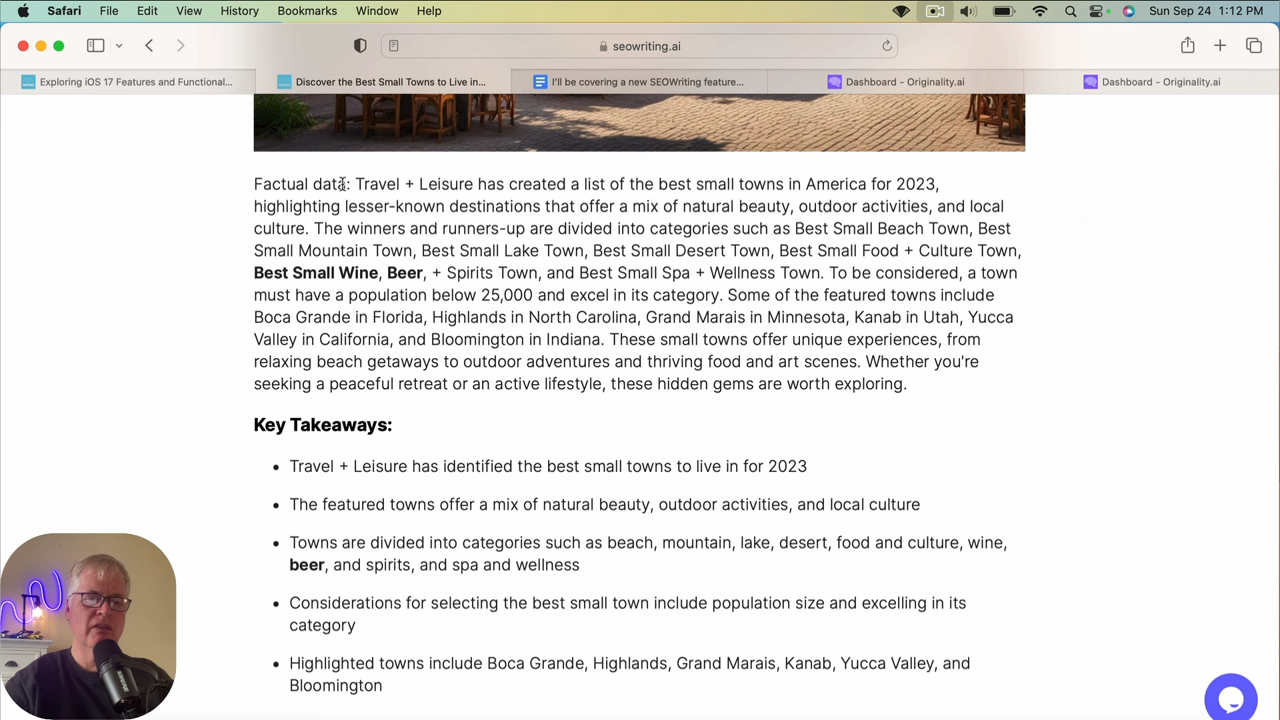 Safari File Edit View History Bookmarks Window Help Sun Sep 24 1:12 PM
seowriting.ai
Exploring iOS 17 Features and Functional... Discover the Best Small Towns to Live in... I'll be covering a new SEOWriting feature... Dashboard - Originality.ai Dashboard - Originality.ai
Factual data: Travel + Leisure has created a list of the best small towns in America for 2023,
highlighting lesser-known destinations that offer a mix of natural beauty, outdoor activities, and local
culture. The winners and runners-up are divided into categories such as Best Small Beach Town, Best
Small Mountain Town, Best Small Lake Town, Best Small Desert Town, Best Small Food + Culture Town,
Best Small Wine, Beer, + Spirits Town, and Best Small Spa + Wellness Town. To be considered, a town
must have a population below 25,000 and excel in its category. Some of the featured towns include
Boca Grande in Florida, Highlands in North Carolina, Grand Marais in Minnesota, Kanab in Utah, Yucca
Valley in California, and Bloomington in Indiana. These small towns offer unique experiences, from
relaxing beach getaways to outdoor adventures and thriving food and art scenes. Whether you're
seeking a peaceful retreat or an active lifestyle, these hidden gems are worth exploring.
Key Takeaways:
• Travel + Leisure has identified the best small towns to live in for 2023
• The featured towns offer a mix of natural beauty, outdoor activities, and local culture
• Towns are divided into categories such as beach, mountain, lake, desert, food and culture, wine,
beer, and spirits, and spa and wellness
• Considerations for selecting the best small town include population size and excelling in its
category
• Highlighted towns include Boca Grande, Highlands, Grand Marais, Kanab, Yucca Valley, and
Bloomington